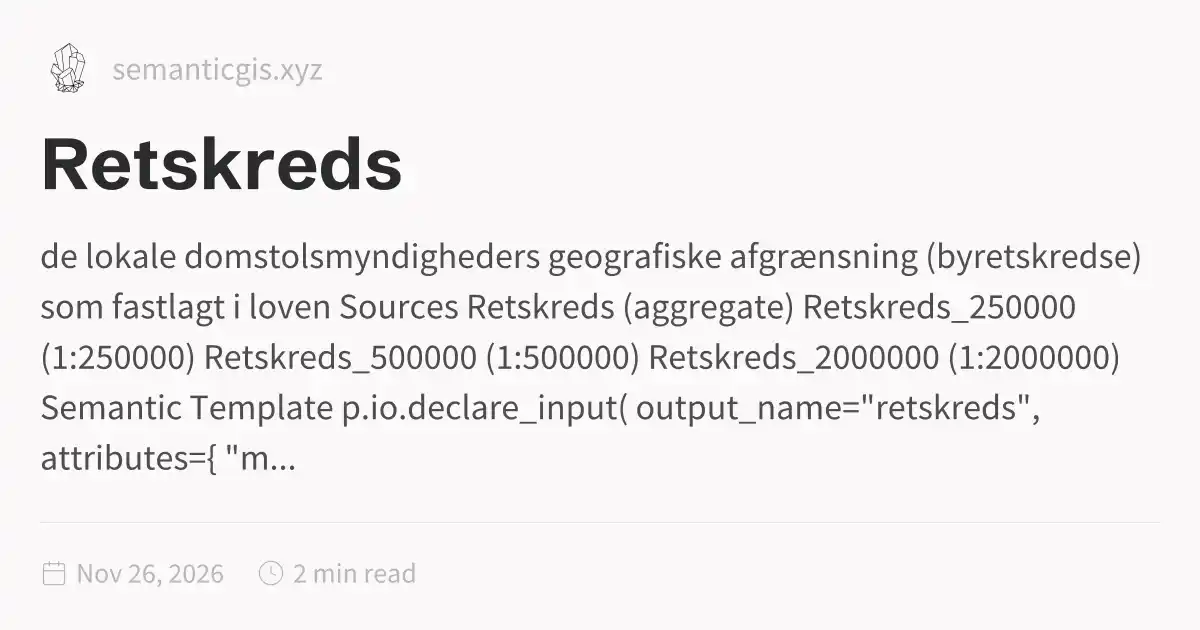 semanticgis.xyz
Retskreds
de lokale domstolsmyndigheders geografiske afgrænsning (byretskredse)
som fastlagt i loven Sources Retskreds (aggregate) Retskreds_250000
(1:250000) Retskreds_500000 (1:500000) Retskreds_2000000 (1:2000000)
Semantic Template p.io.declare_input( output_name="retskreds",
attributes={ "m...
Nov 26, 2026 2 min read